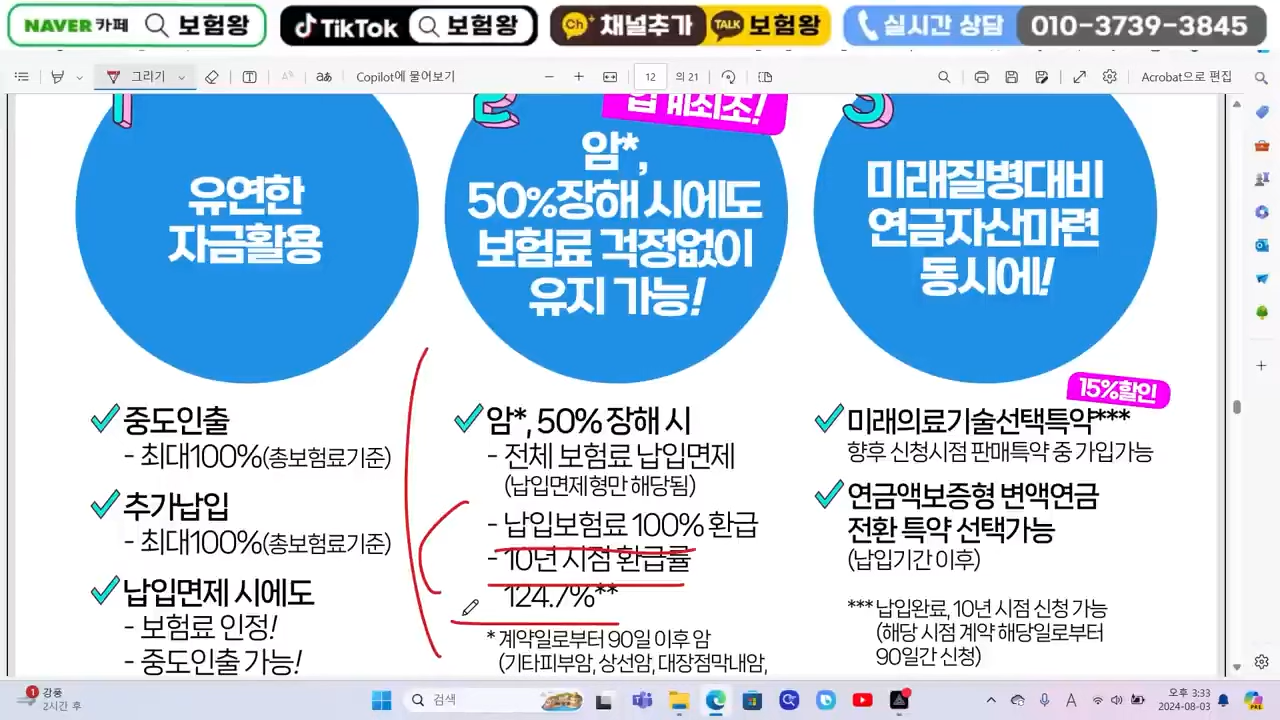 NAVER 카페 보험왕 TikTok 보험왕 Ch+ 채널추가 TALK 보험왕 실시간 상담 010-3739-3845
그리기 Copilot에 묻어보기 12 의 21 Acrobat으로 편집
1
2
3
업계최초!
유연한
자금활용
암*,
50%장해 시에도
보험료 걱정없이
유지 가능!
미래질병대비
연금자산마련
동시에!
중도인출
- 최대100%(총보험료기준)
추가납입
- 최대100%(총보험료기준)
납입면제 시에도
- 보험료 인정!
- 중도인출 가능!
암*, 50% 장해 시
- 전체 보험료 납입면제
(납입면제형만 해당됨)
- 납입보험료 100% 환급
- 10년 시점 환급률
124.7%**
* 계약일로부터 90일 이후 암
(기타피부암, 상선암, 대장점막내암,
15%할인
미래의료기술선택특약***
향후 신청시점 판매특약 중 가입가능
연금액보증형 변액연금
전환 특약 선택가능
(납입기간 이후)
*** 납입완료, 10년 시점 신청 가능
(해당 시점 계약 해당일로부터
90일간 신청)
1
강풍
2시간 후
검색
A
오후 3:33
2024-08-03